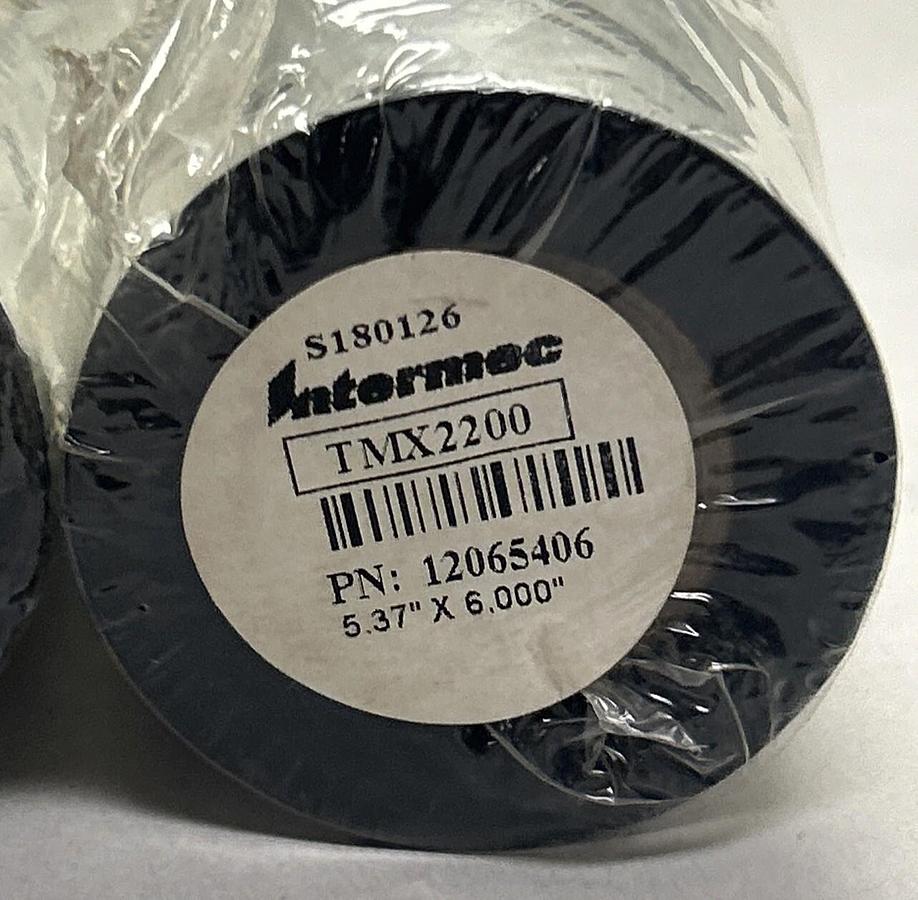 S180126
Intermec
TMX2200
PN: 12065406
5.37" X 6.000"